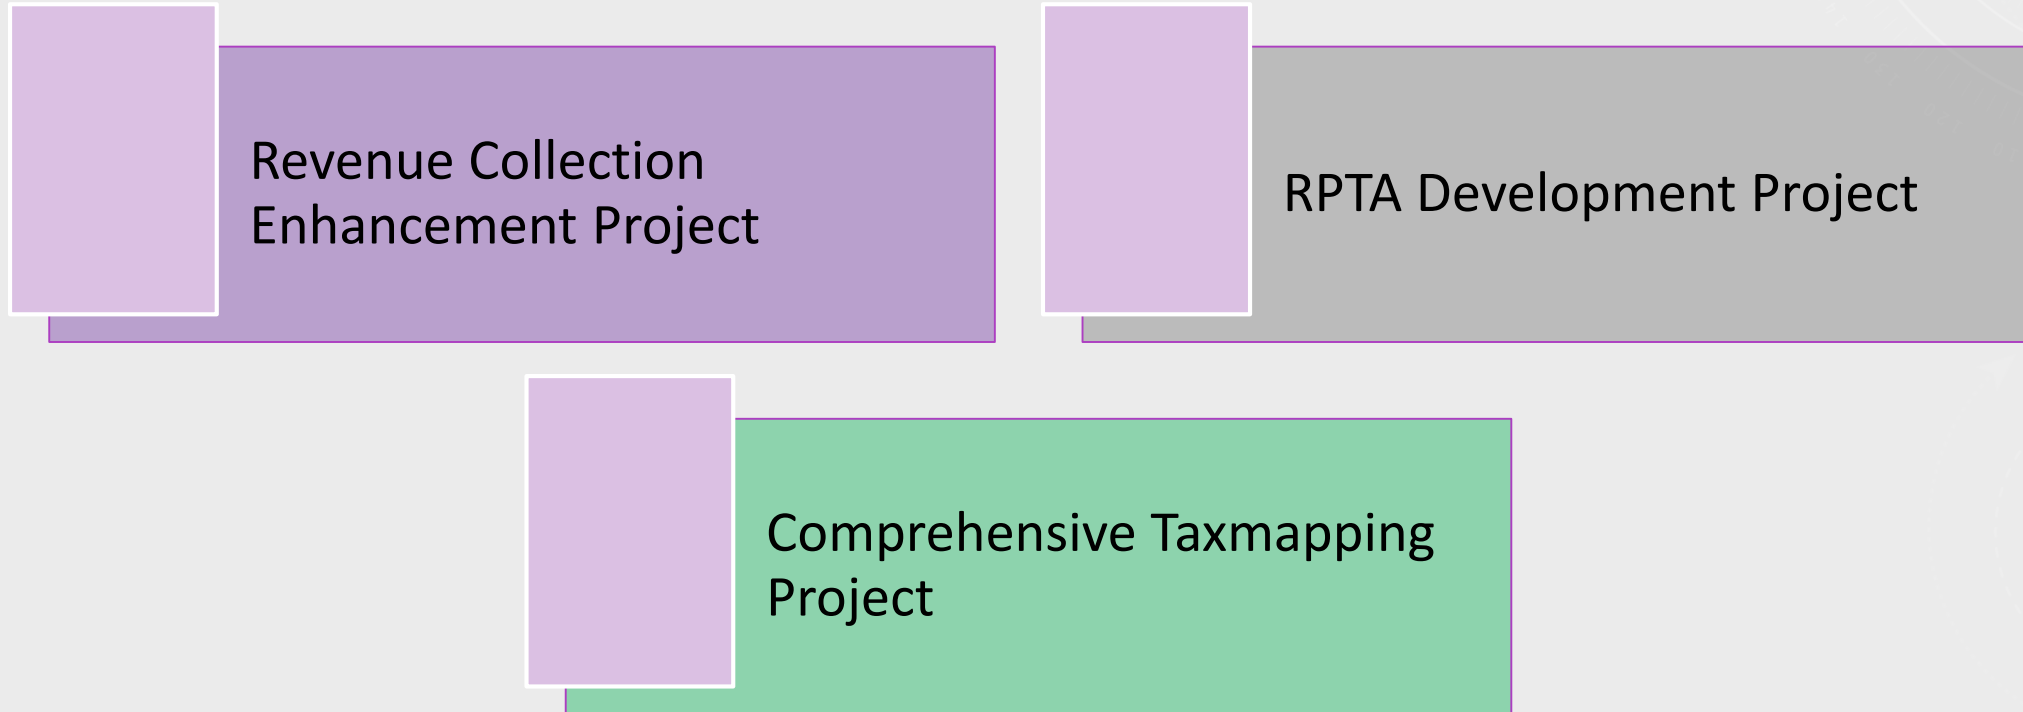 Revenue Collection
Enhancement Project
RPTA Development Project
Comprehensive Taxmapping
Project